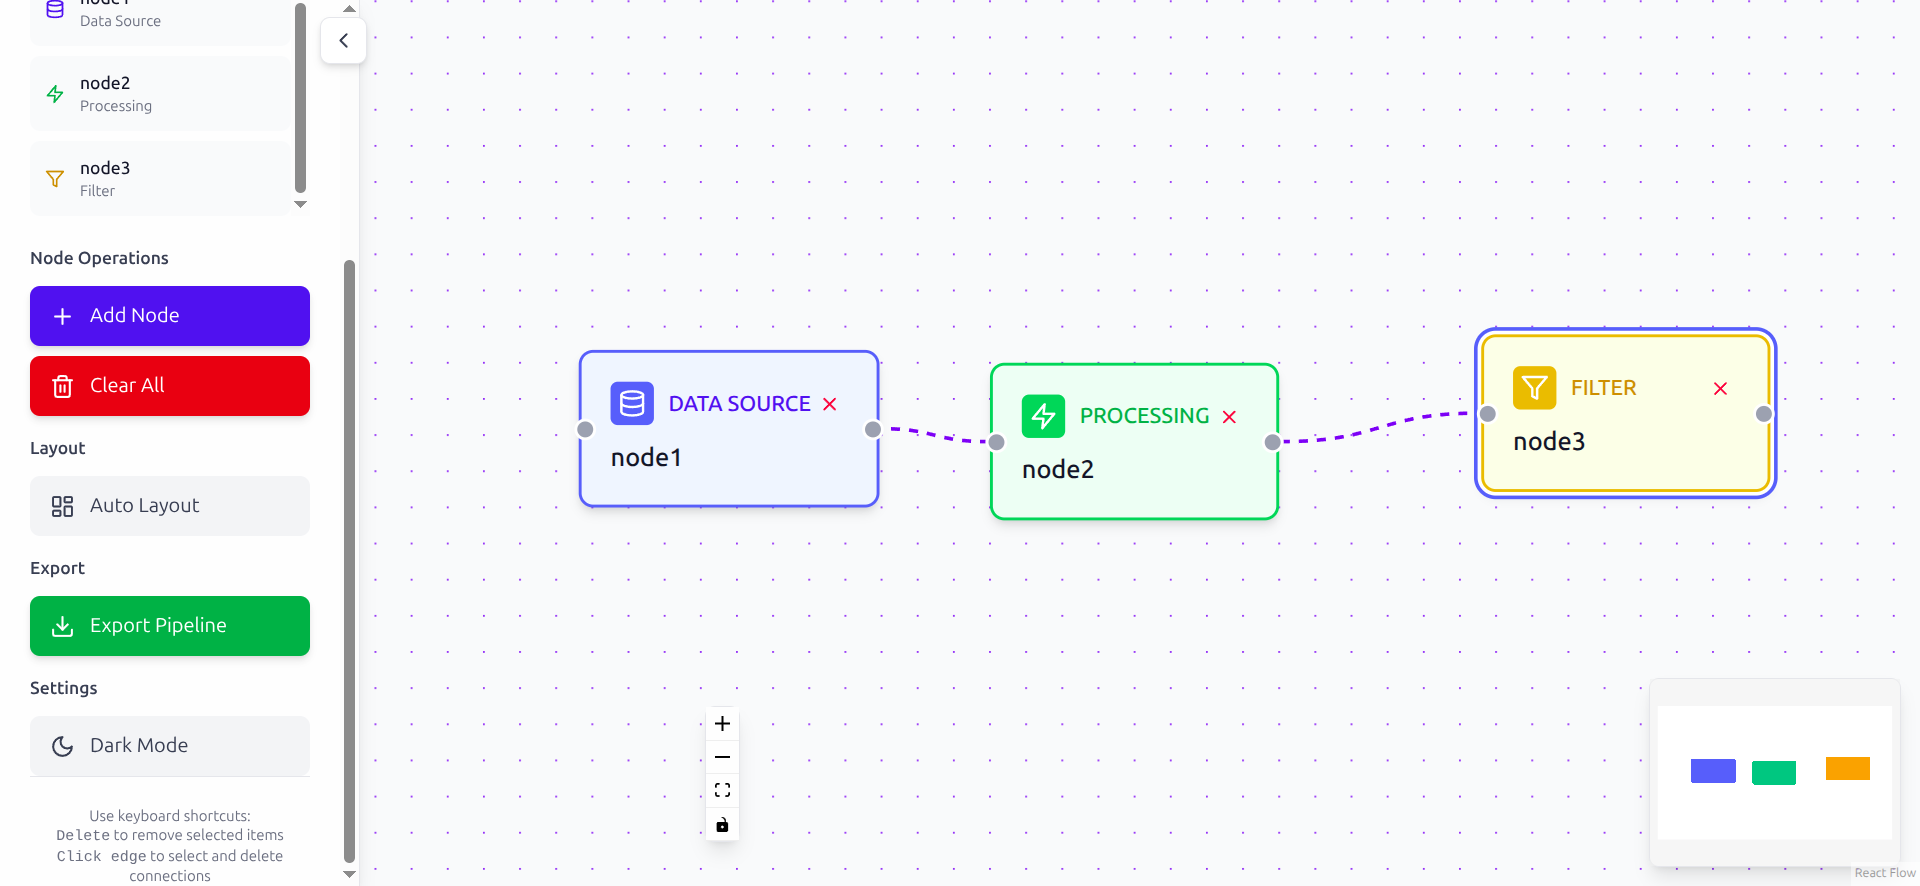 node1
Data Source
node2
Processing
node3
Filter
Node Operations
Add Node
Clear All
Layout
Auto Layout
Export
Export Pipeline
Settings
Dark Mode
Use keyboard shortcuts:
Delete to remove selected items
Click edge to select and delete
connections
DATA SOURCE
node1
PROCESSING
node2
FILTER
node3
React Flow